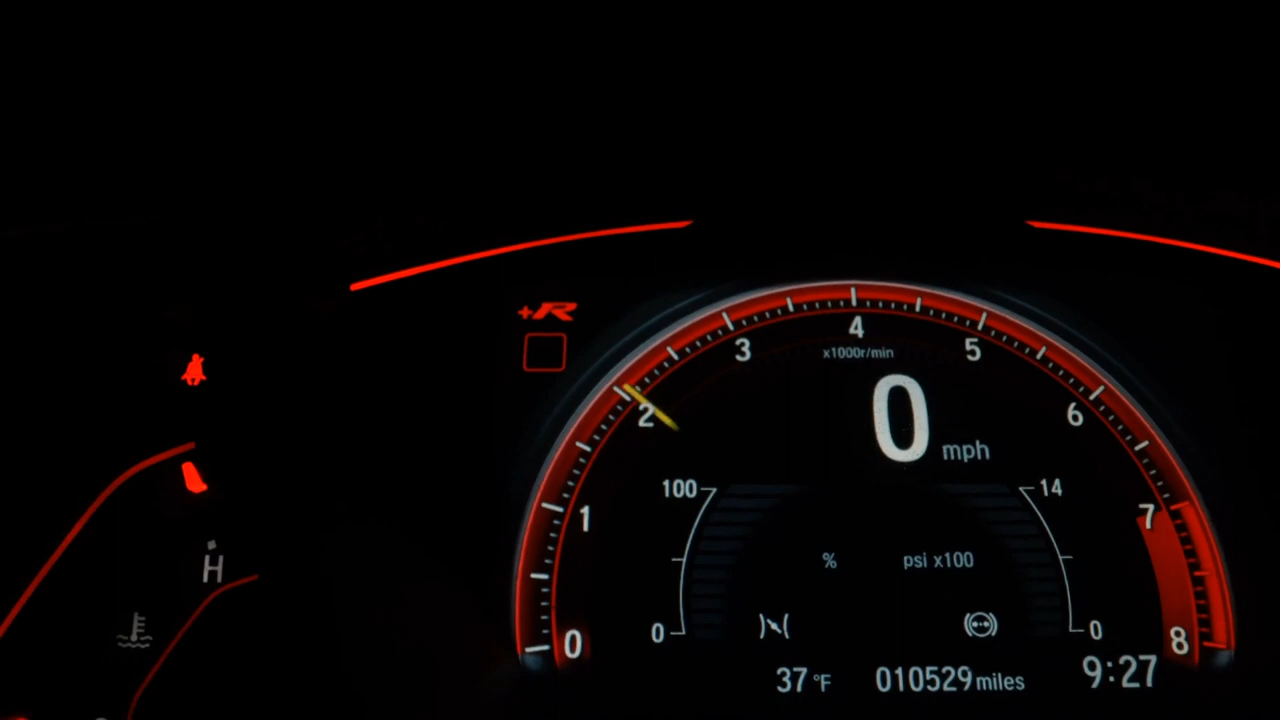 +R
4
3 5
x1000r/min
2 0 6
mph
100 14
1 7
% psi x100
H
0 0 0 8
37 °F 010529 miles 9:27